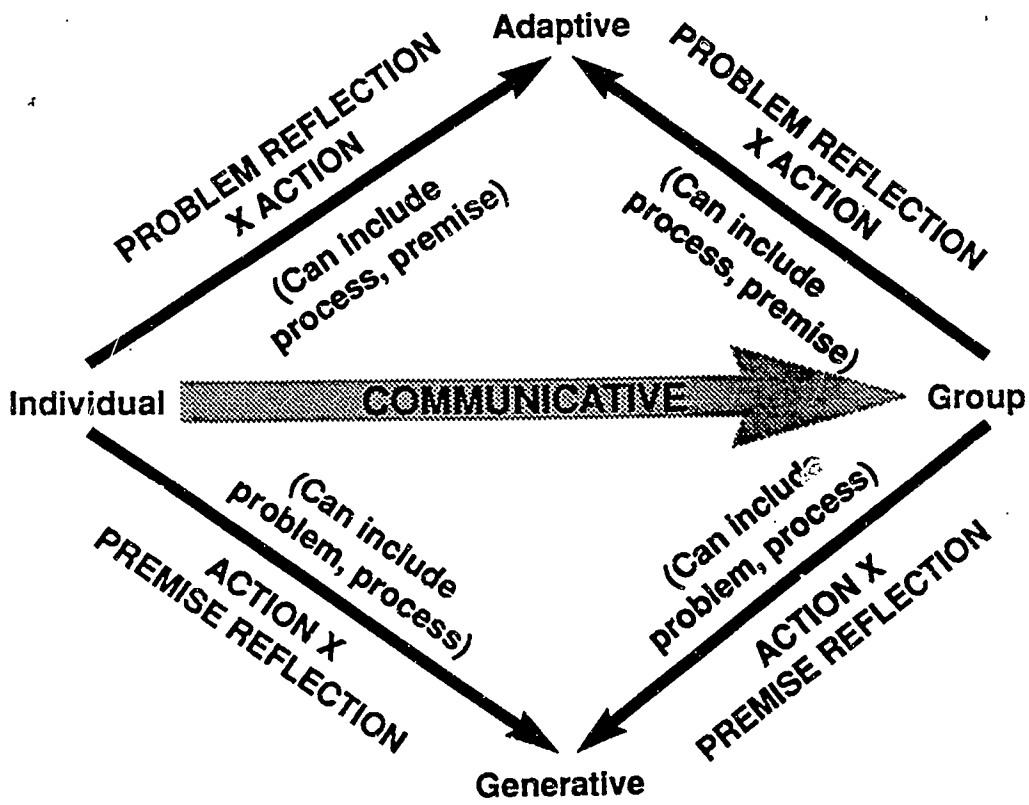 Adaptive
PROBLEM REFLECTION
X ACTION
(Can include
process, premise)
PROBLEM REFLECTION
X ACTION
(Can include
process, premise)
Individual
COMMUNICATIVE
Group
(Can include
problem, process)
ACTION X
PREMISE REFLECTION
(Can include
problem, process)
ACTION X
PREMISE REFLECTION
Generative